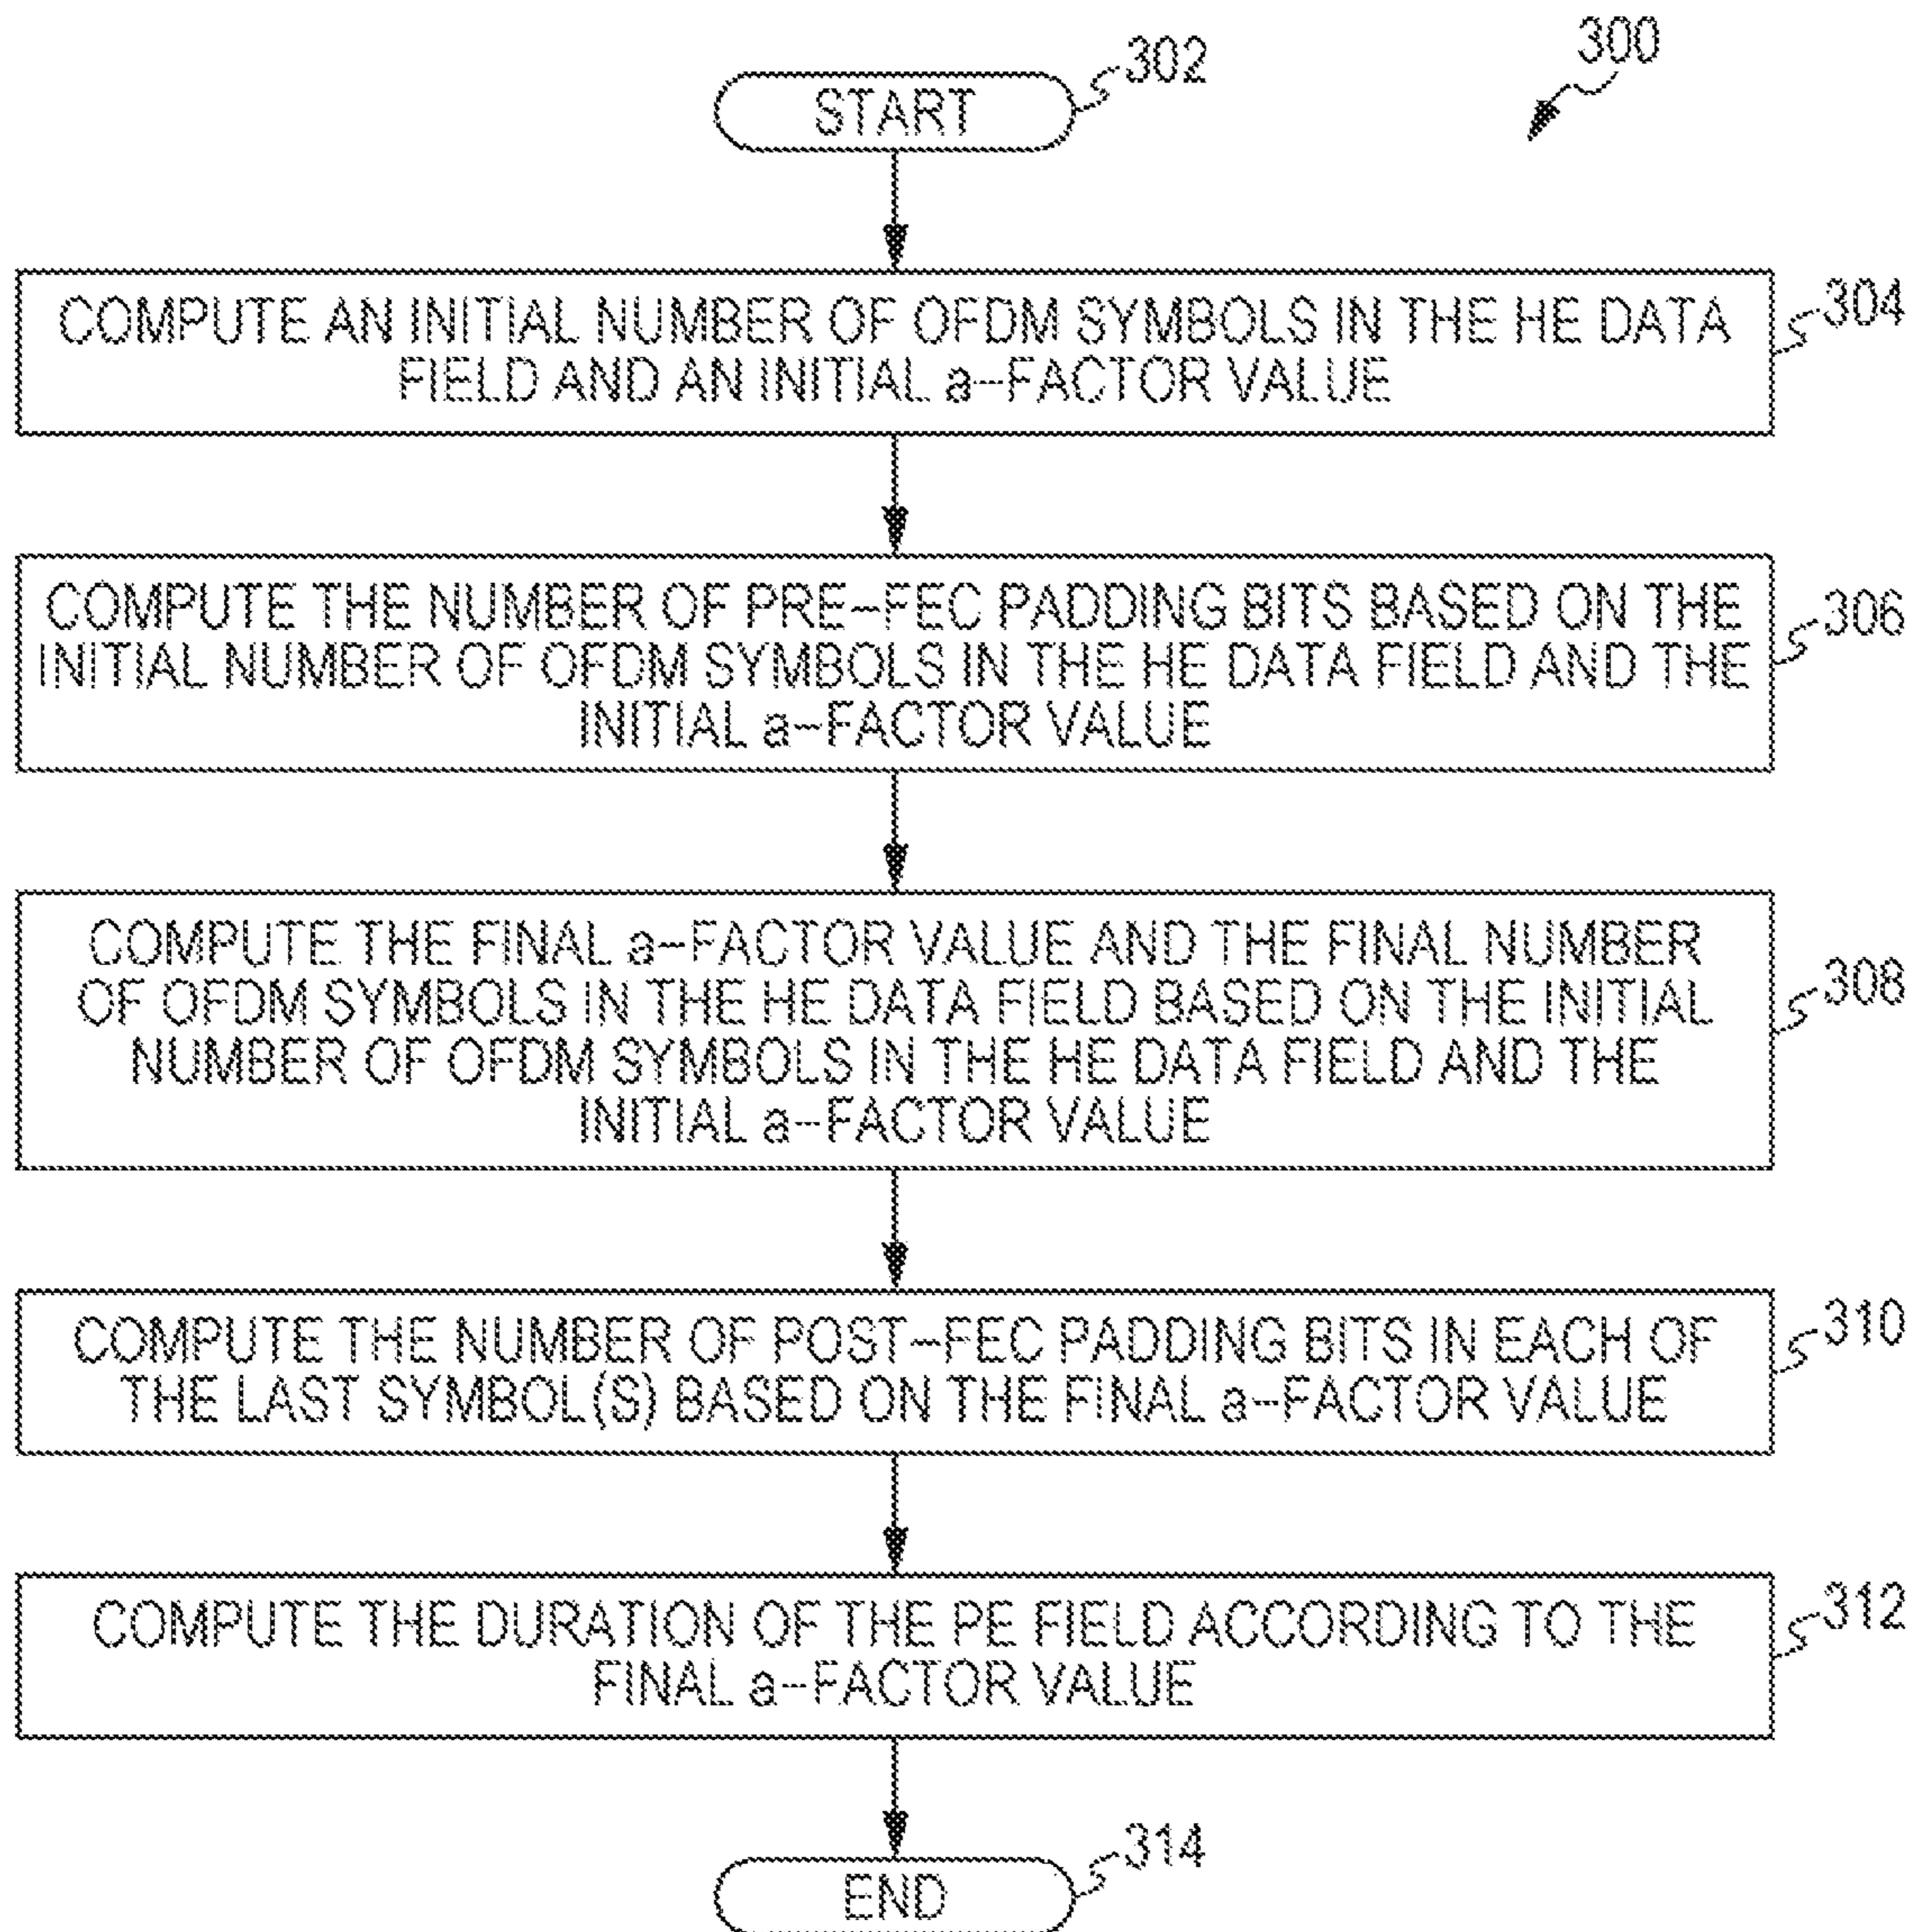 300
302
START
COMPUTE AN INITIAL NUMBER OF OFDM SYMBOLS IN THE HE DATA
FIELD AND AN INITIAL a-FACTOR VALUE
304
COMPUTE THE NUMBER OF PRE-FEC PADDING BITS BASED ON THE
INITIAL NUMBER OF OFDM SYMBOLS IN THE HE DATA FIELD AND THE
INITIAL a-FACTOR VALUE
306
COMPUTE THE FINAL a-FACTOR VALUE AND THE FINAL NUMBER
OF OFDM SYMBOLS IN THE HE DATA FIELD BASED ON THE INITIAL
NUMBER OF OFDM SYMBOLS IN THE HE DATA FIELD AND THE
INITIAL a-FACTOR VALUE
308
COMPUTE THE NUMBER OF POST-FEC PADDING BITS IN EACH OF
THE LAST SYMBOL(S) BASED ON THE FINAL a-FACTOR VALUE
310
COMPUTE THE DURATION OF THE PE FIELD ACCORDING TO THE
FINAL a-FACTOR VALUE
312
END
314